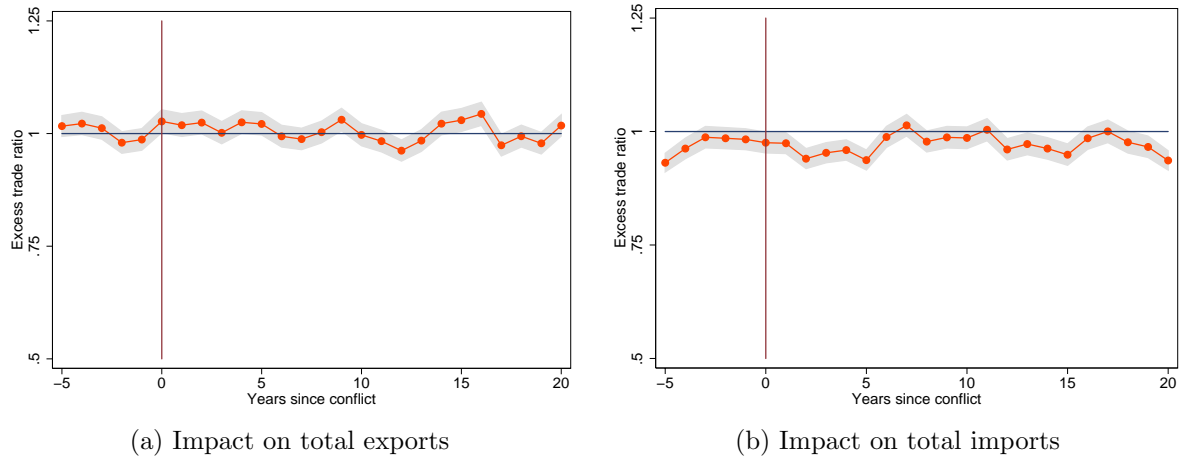 1.25
1
.75
.5
Excess trade ratio
−5 0 5 10 15 20
Years since conflict
(a) Impact on total exports
1.25
1
.75
.5
Excess trade ratio
−5 0 5 10 15 20
Years since conflict
(b) Impact on total imports